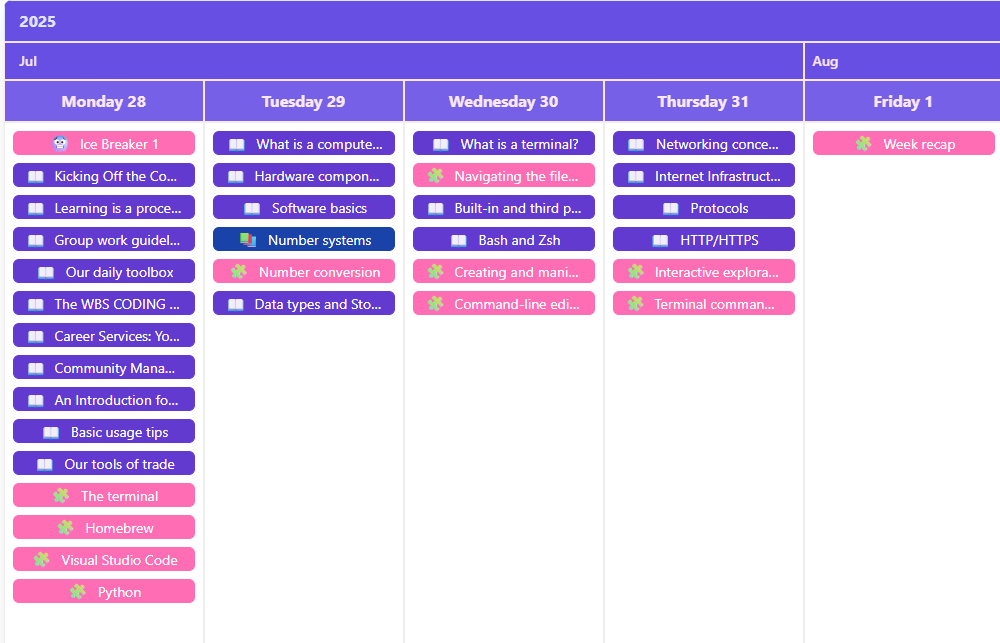 2025
Jul
Aug
Monday 28
Tuesday 29
Wednesday 30
Thursday 31
Friday 1
Ice Breaker 1
Kicking Off the Co...
Learning is a proce...
Group work guidel...
Our daily toolbox
The WBS CODING ...
Career Services: Yo...
Community Mana...
An Introduction fo...
Basic usage tips
Our tools of trade
The terminal
Homebrew
Visual Studio Code
Python
What is a compute...
Hardware compon...
Software basics
Number systems
Number conversion
Data types and Sto...
What is a terminal?
Navigating the file...
Built-in and third p...
Bash and Zsh
Creating and mani...
Command-line edi...
Networking conce...
Internet Infrastruct...
Protocols
HTTP/HTTPS
Interactive explora...
Terminal comman...
Week recap